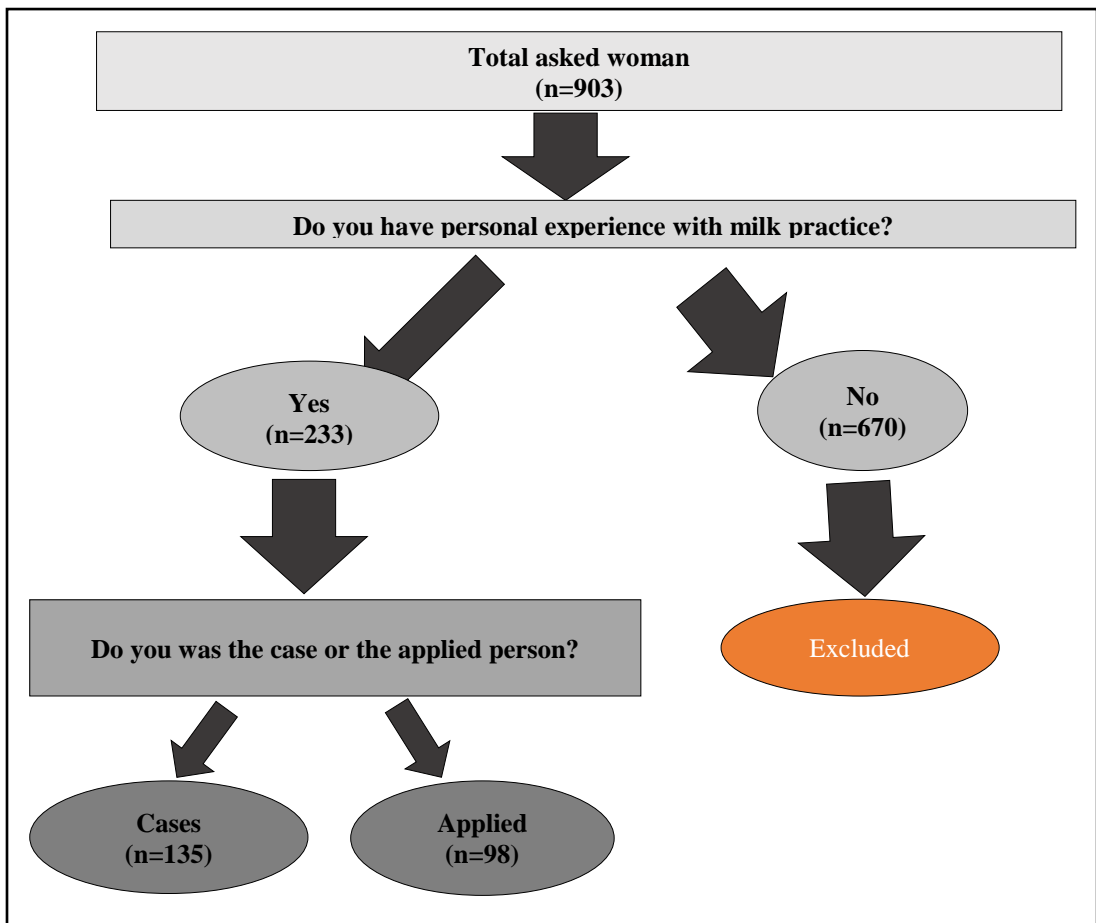 Total asked woman
(n=903)
Do you have personal experience with milk practice?
Yes
(n=233)
No
(n=670)
Do you was the case or the applied person?
Excluded
Cases
(n=135)
Applied
(n=98)